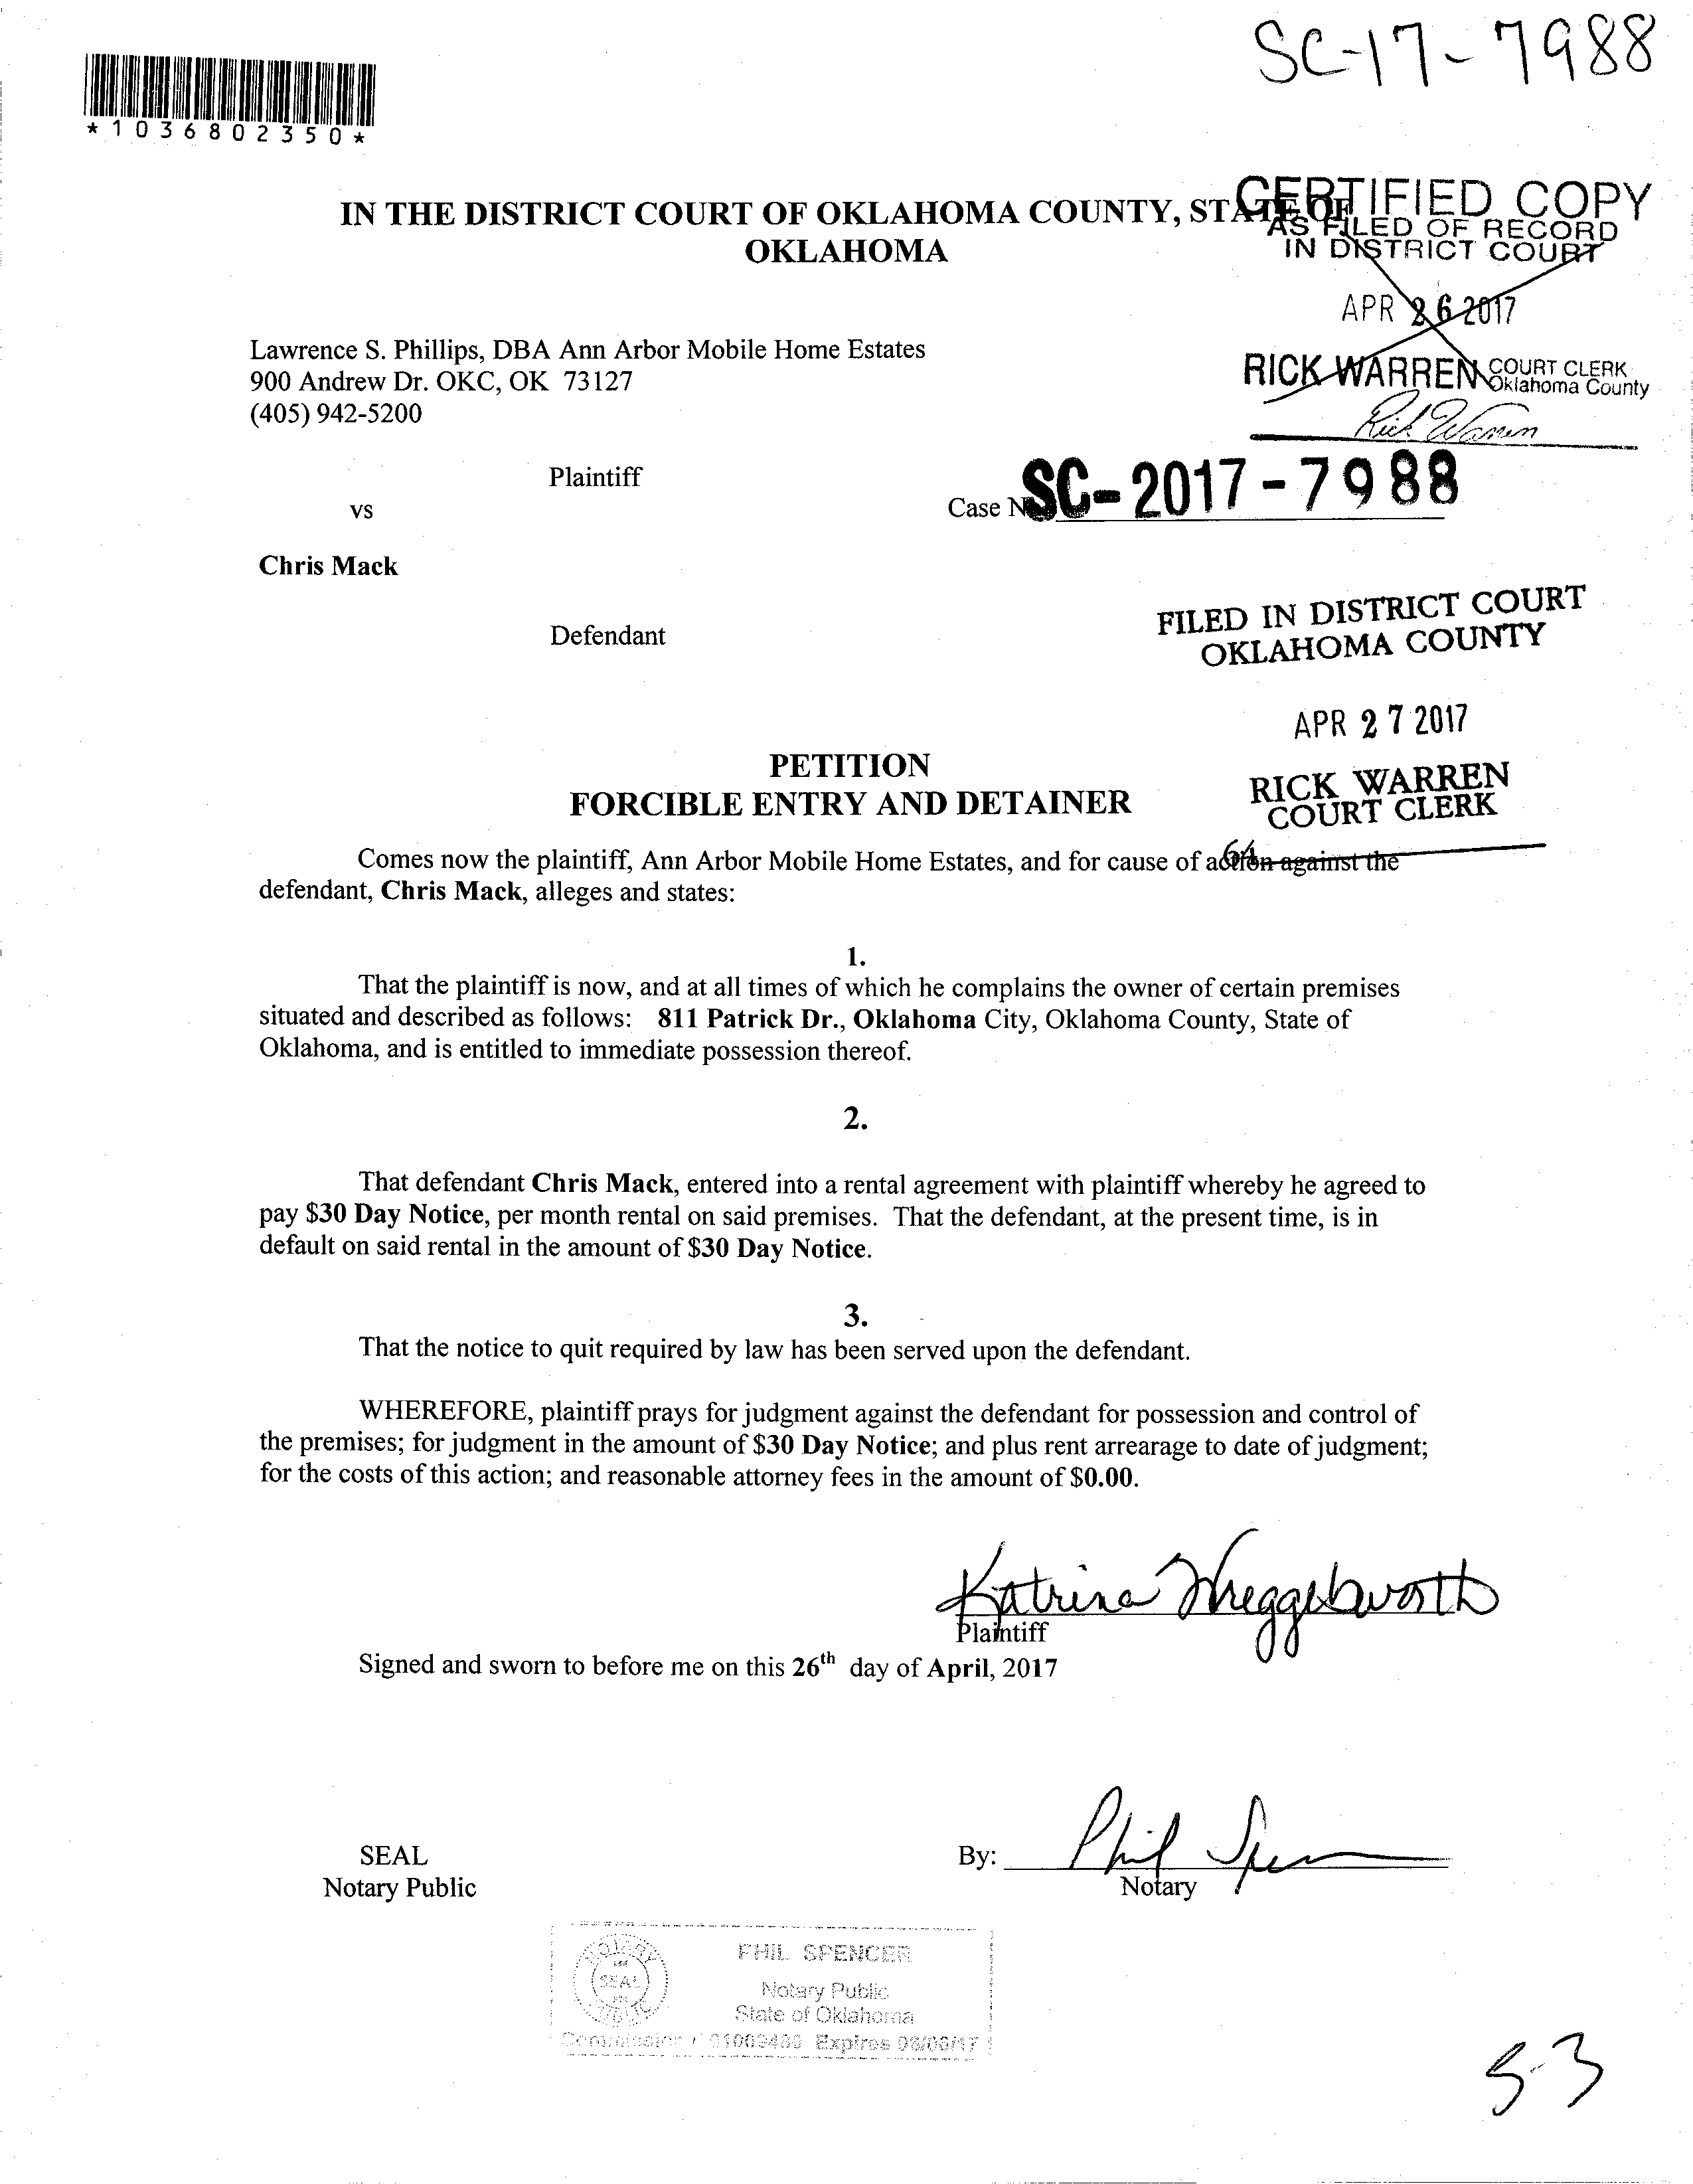 SC-17-7988
*1036802350*
IN THE DISTRICT COURT OF OKLAHOMA COUNTY, STATE OF
OKLAHOMA
CERTIFIED COPY
AS FILED OF RECORD
IN DISTRICT COURT
APR 26 2017
RICK WARREN COURT CLERK
Oklahoma County
Rick Warren
Lawrence S. Phillips, DBA Ann Arbor Mobile Home Estates
900 Andrew Dr. OKC, OK 73127
(405) 942-5200
Plaintiff
vs
Case No SC-2017-7988
Chris Mack
Defendant
FILED IN DISTRICT COURT
OKLAHOMA COUNTY
APR 27 2017
RICK WARREN
COURT CLERK
64
PETITION
FORCIBLE ENTRY AND DETAINER
Comes now the plaintiff, Ann Arbor Mobile Home Estates, and for cause of action against the
defendant, Chris Mack, alleges and states:
1.
That the plaintiff is now, and at all times of which he complains the owner of certain premises
situated and described as follows: 811 Patrick Dr., Oklahoma City, Oklahoma County, State of
Oklahoma, and is entitled to immediate possession thereof.
2.
That defendant Chris Mack, entered into a rental agreement with plaintiff whereby he agreed to
pay $30 Day Notice, per month rental on said premises. That the defendant, at the present time, is in
default on said rental in the amount of $30 Day Notice.
3.
That the notice to quit required by law has been served upon the defendant.
WHEREFORE, plaintiff prays for judgment against the defendant for possession and control of
the premises; for judgment in the amount of $30 Day Notice; and plus rent arrearage to date of judgment;
for the costs of this action; and reasonable attorney fees in the amount of $0.00.
Katrina Wreggelsworth
Plaintiff
Signed and sworn to before me on this 26th day of April, 2017
SEAL
Notary Public
By: Phil Spencer
Notary
NOTARY
SEAL
PUBLIC
PHIL SPENCER
Notary Public
State of Oklahoma
Commission # Expires
5-3